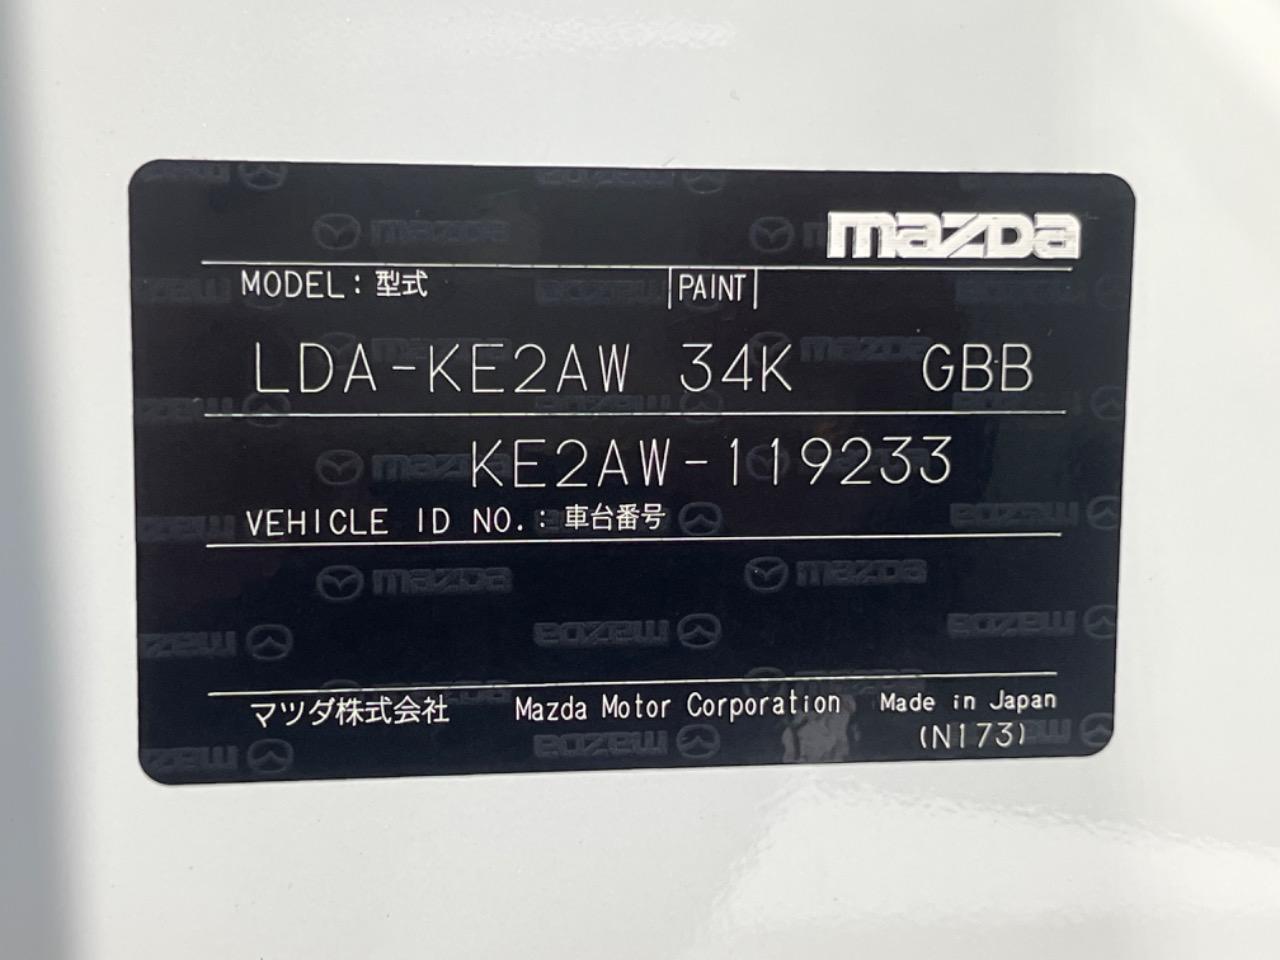 mazda
MODEL: 型式 PAINT
LDA-KE2AW 34K GBB
KE2AW-119233
VEHICLE ID NO.: 車台番号
マツダ株式会社 Mazda Motor Corporation Made in Japan
(N173)